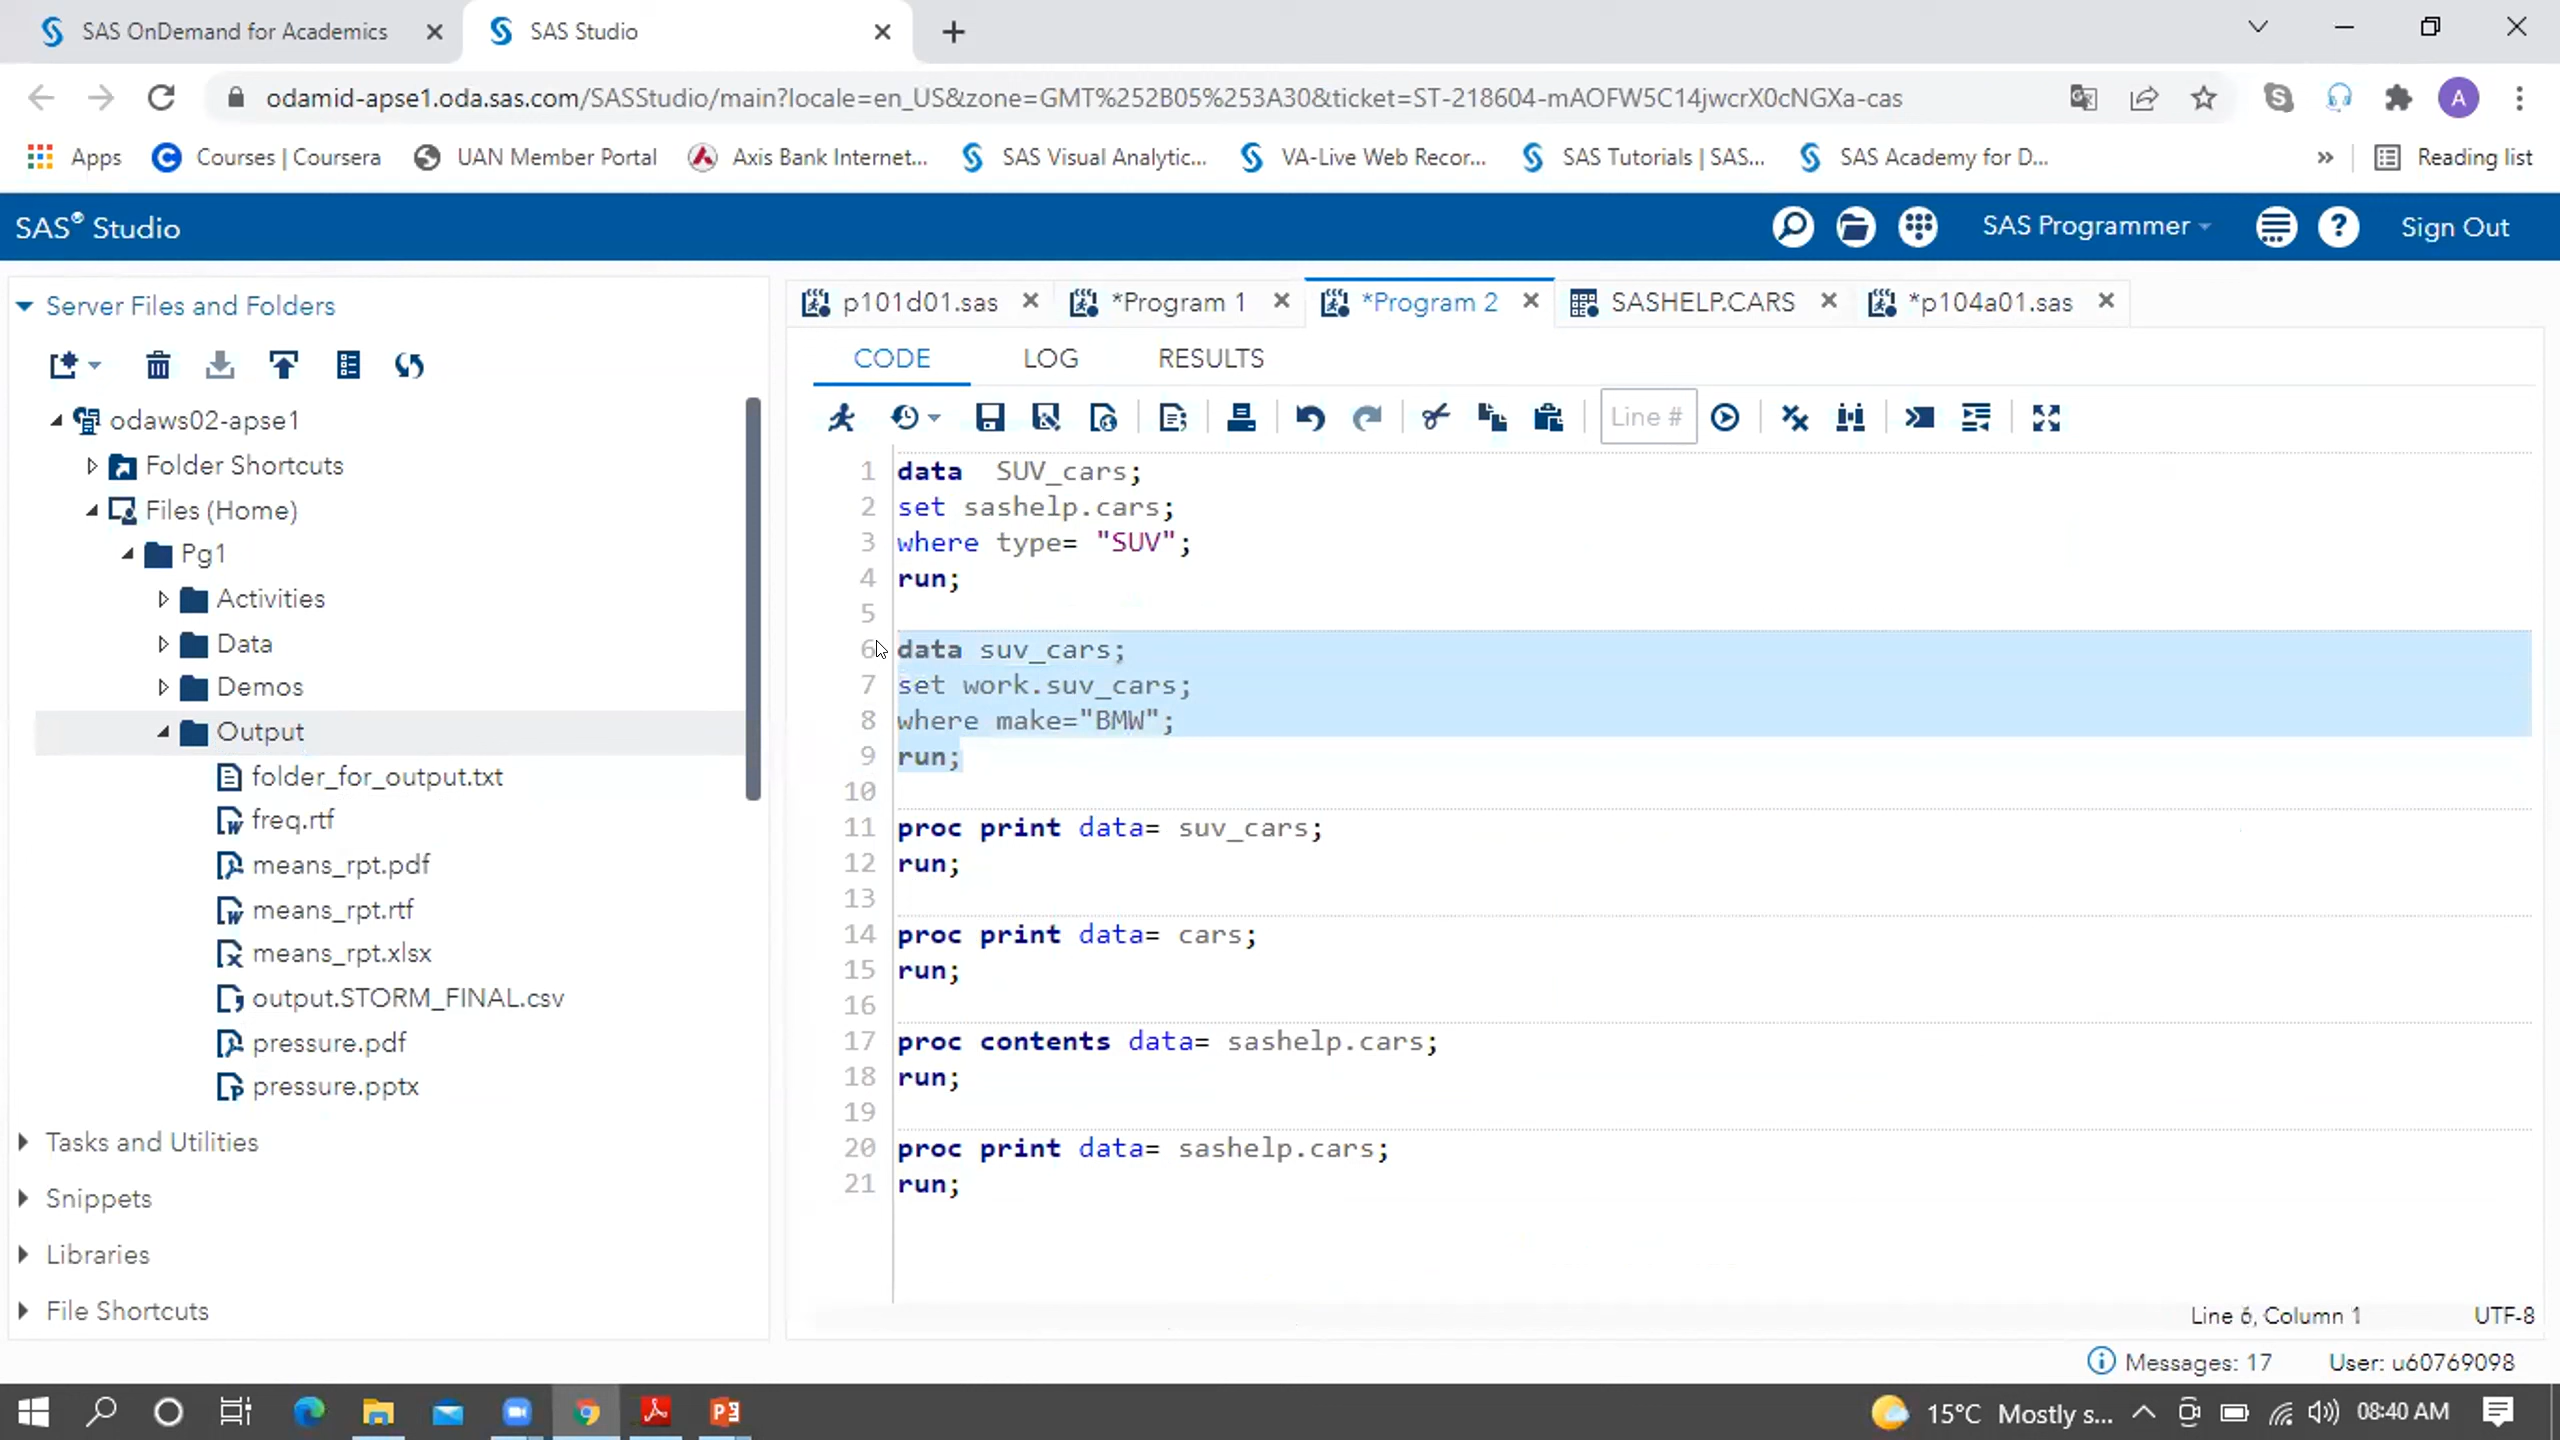 SAS OnDemand for Academics
SAS Studio
odamid-apse1.oda.sas.com/SASStudio/main?locale=en_US&zone=GMT%252B05%253A30&ticket=ST-218604-mAOFW5C14jwcrX0cNGXa-cas
A
Apps
Courses | Coursera
UAN Member Portal
Axis Bank Internet...
SAS Visual Analytic...
VA-Live Web Recor...
SAS Tutorials | SAS...
SAS Academy for D...
»
Reading list
SAS® Studio
SAS Programmer
Sign Out
Server Files and Folders
odaws02-apse1
Folder Shortcuts
Files (Home)
Pg1
Activities
Data
Demos
Output
folder_for_output.txt
freq.rtf
means_rpt.pdf
means_rpt.rtf
means_rpt.xlsx
output.STORM_FINAL.csv
pressure.pdf
pressure.pptx
Tasks and Utilities
Snippets
Libraries
File Shortcuts
p101d01.sas
*Program 1
*Program 2
SASHELP.CARS
*p104a01.sas
CODE
LOG
RESULTS
Line #
1 data  SUV_cars;
2 set sashelp.cars;
3 where type= "SUV";
4 run;
5
6 data suv_cars;
7 set work.suv_cars;
8 where make="BMW";
9 run;
10
11 proc print data= suv_cars;
12 run;
13
14 proc print data= cars;
15 run;
16
17 proc contents data= sashelp.cars;
18 run;
19
20 proc print data= sashelp.cars;
21 run;
Line 6, Column 1
UTF-8
Messages: 17
User: u60769098
15°C Mostly s...
08:40 AM